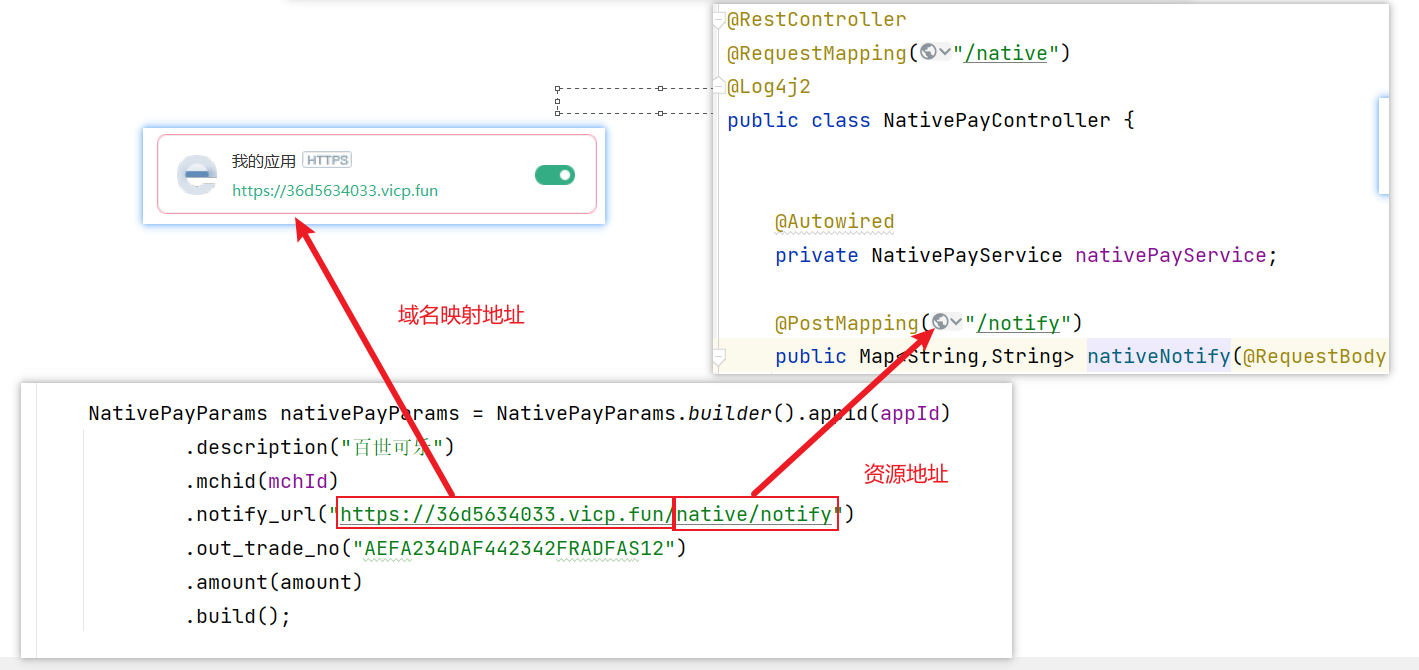 @RestController
@RequestMapping("/native")
@Log4j2
public class NativePayController {
@Autowired
private NativePayService nativePayService;
@PostMapping("/notify")
public Map<String,String> nativeNotify(@RequestBody
我的应用 HTTPS
https://36d5634033.vicp.fun
域名映射地址
资源地址
NativePayParams nativePayParams = NativePayParams.builder().appid(appId)
.description("百世可乐")
.mchid(mchId)
.notify_url("https://36d5634033.vicp.fun/native/notify")
.out_trade_no("AEFA234DAF442342FRADFAS12")
.amount(amount)
.build();